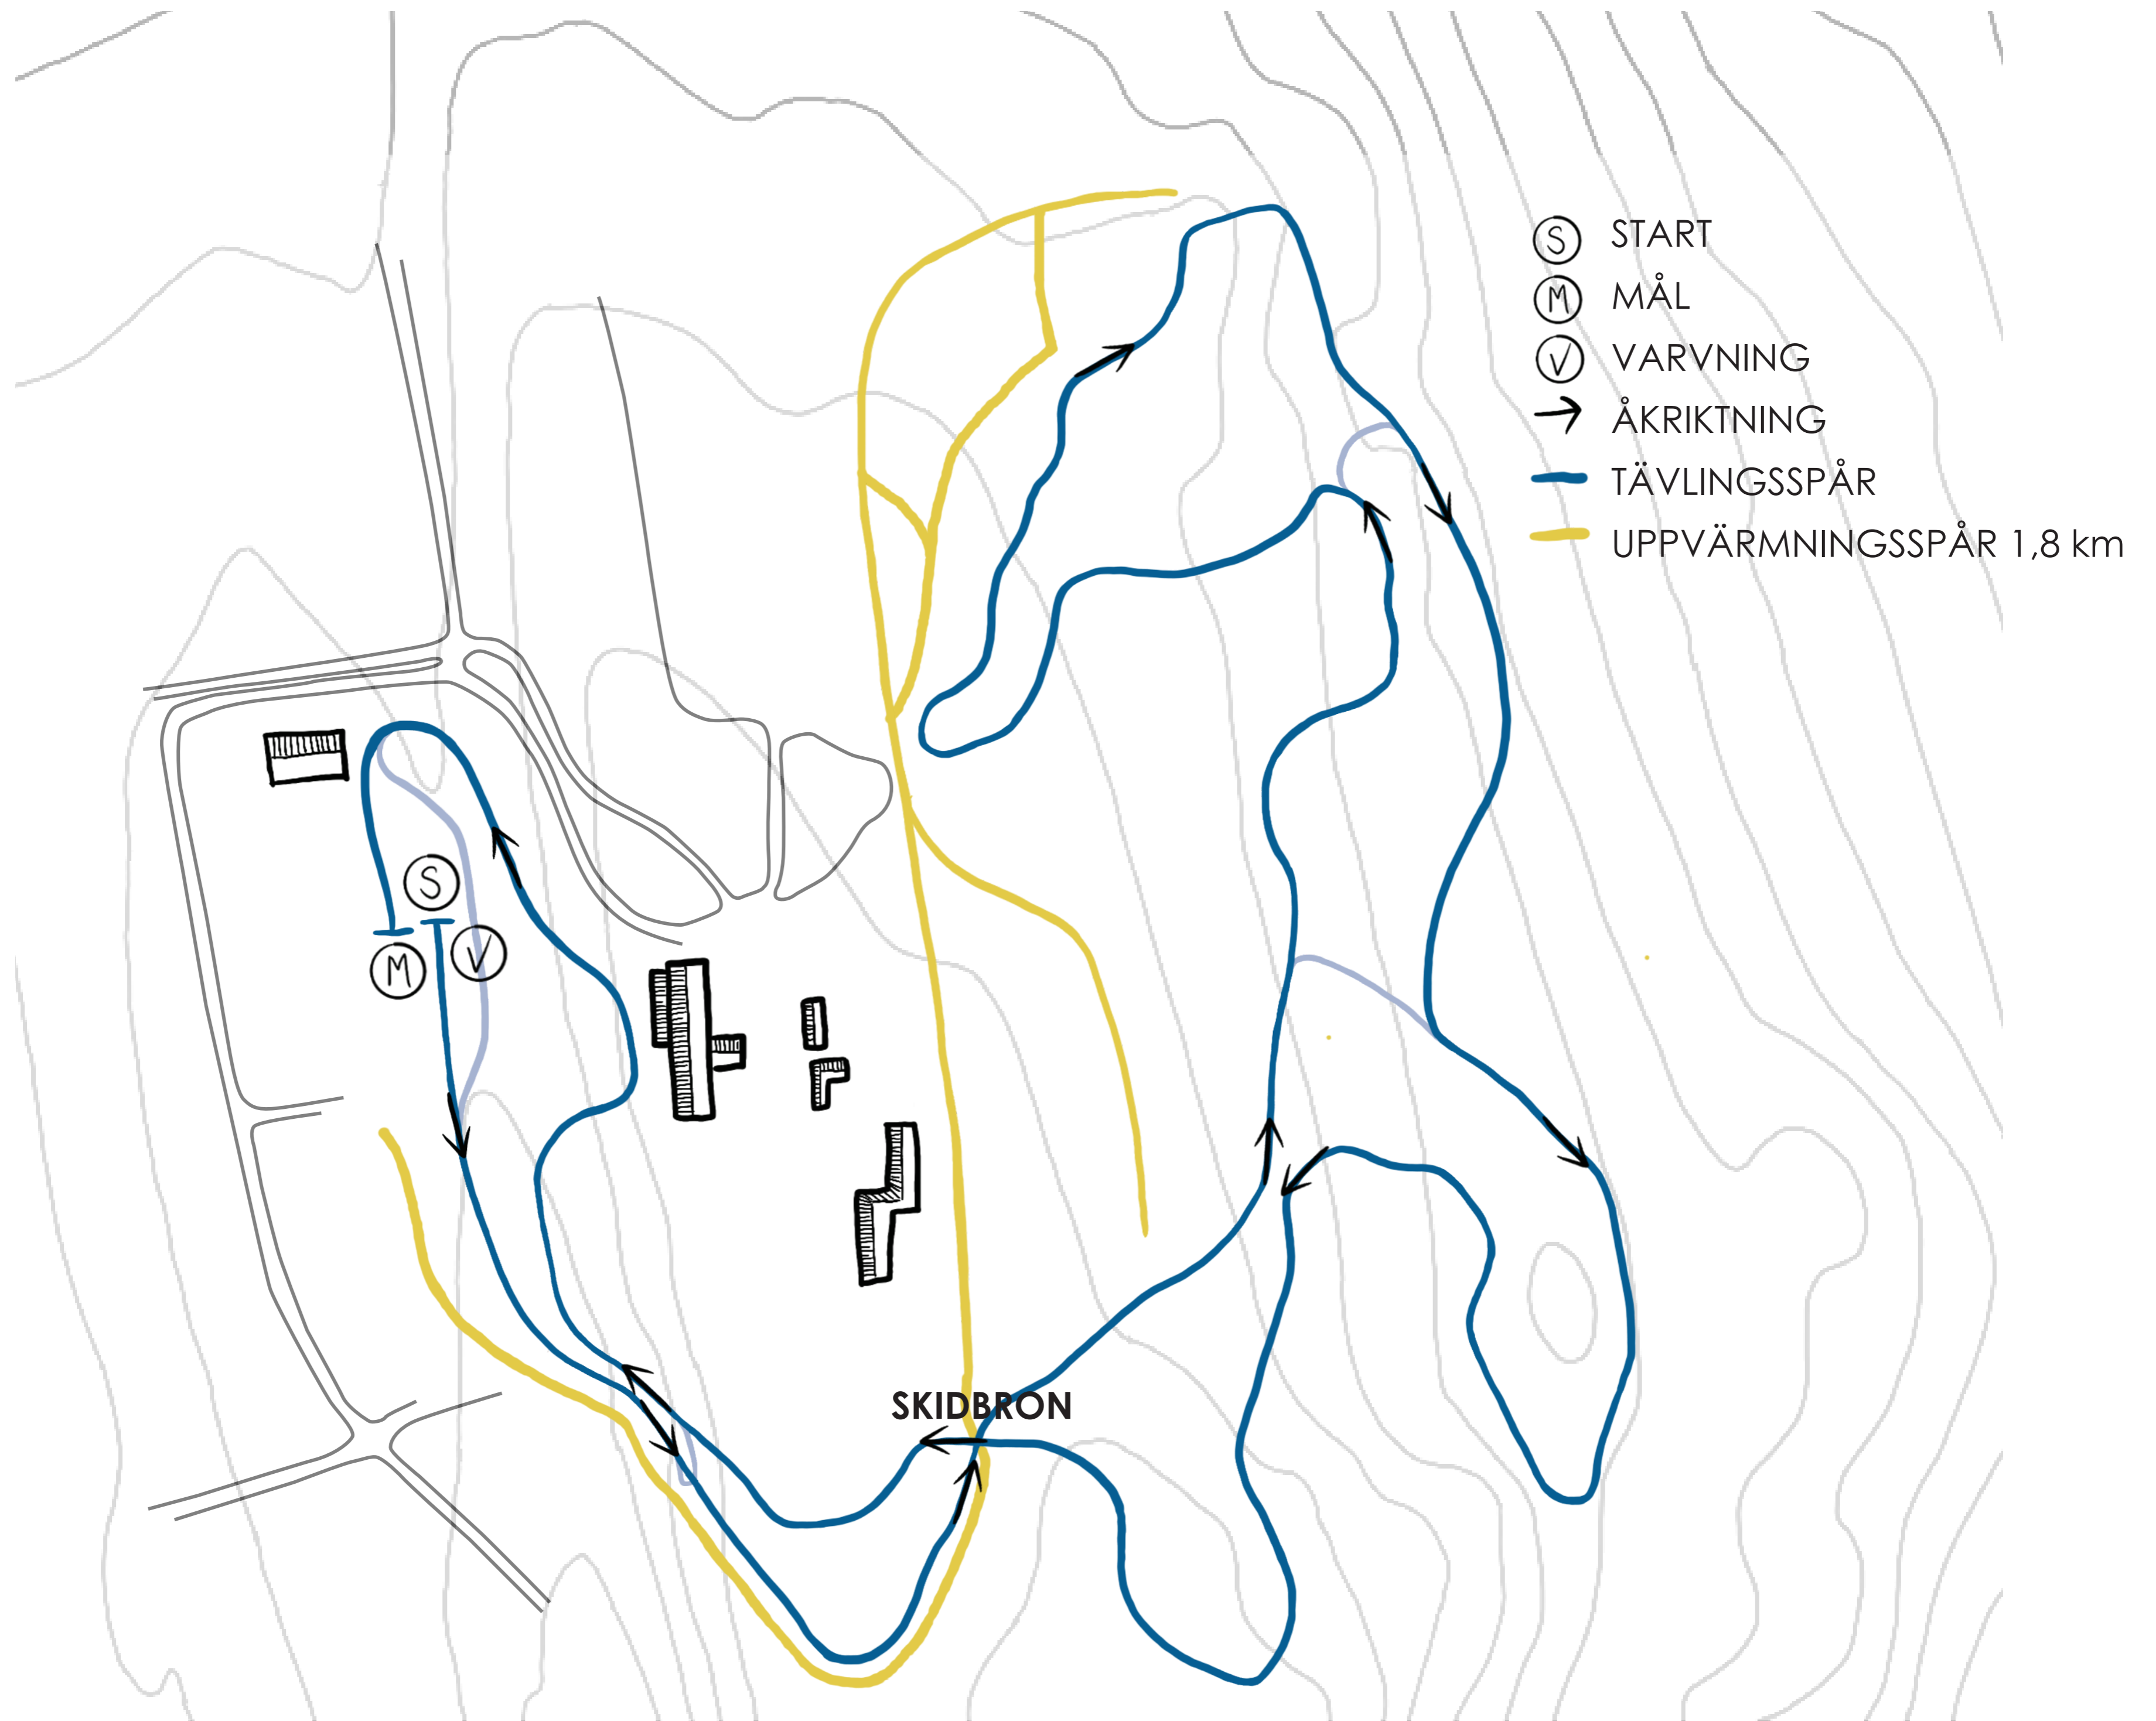 S START
M MÅL
V VARVNING
ÅKRIKTNING
TÄVLINGSSPÅR
UPPVÄRMNINGSSPÅR 1,8 km
S
V
M
SKIDBRON